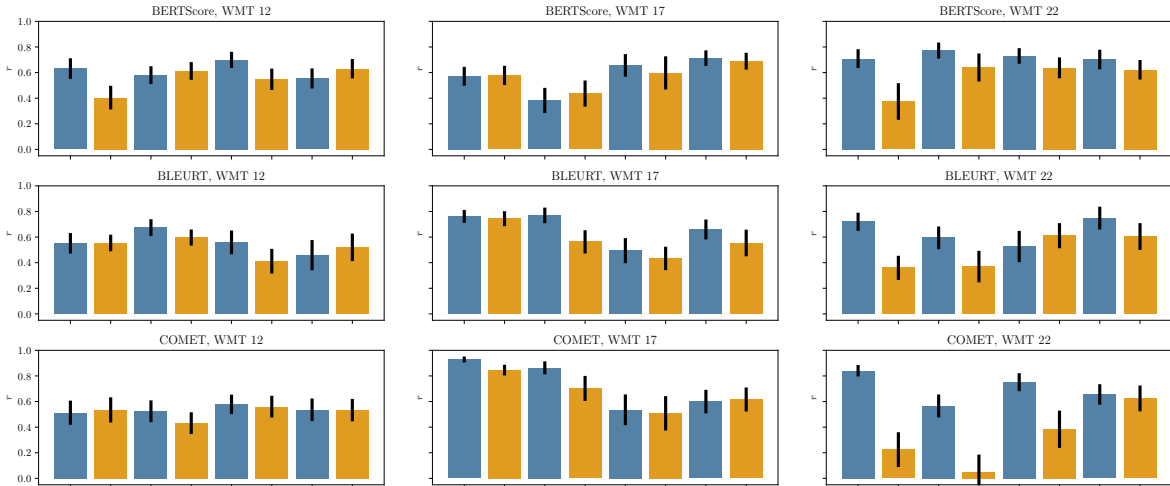 BERTScore, WMT 12
BERTScore, WMT 17
BERTScore, WMT 22
1.0
0.8
0.6
0.4
0.2
0.0
r
r
r
BLEURT, WMT 12
BLEURT, WMT 17
BLEURT, WMT 22
1.0
0.8
0.6
0.4
0.2
0.0
r
r
r
COMET, WMT 12
COMET, WMT 17
COMET, WMT 22
1.0
0.8
0.6
0.4
0.2
0.0
r
r
r